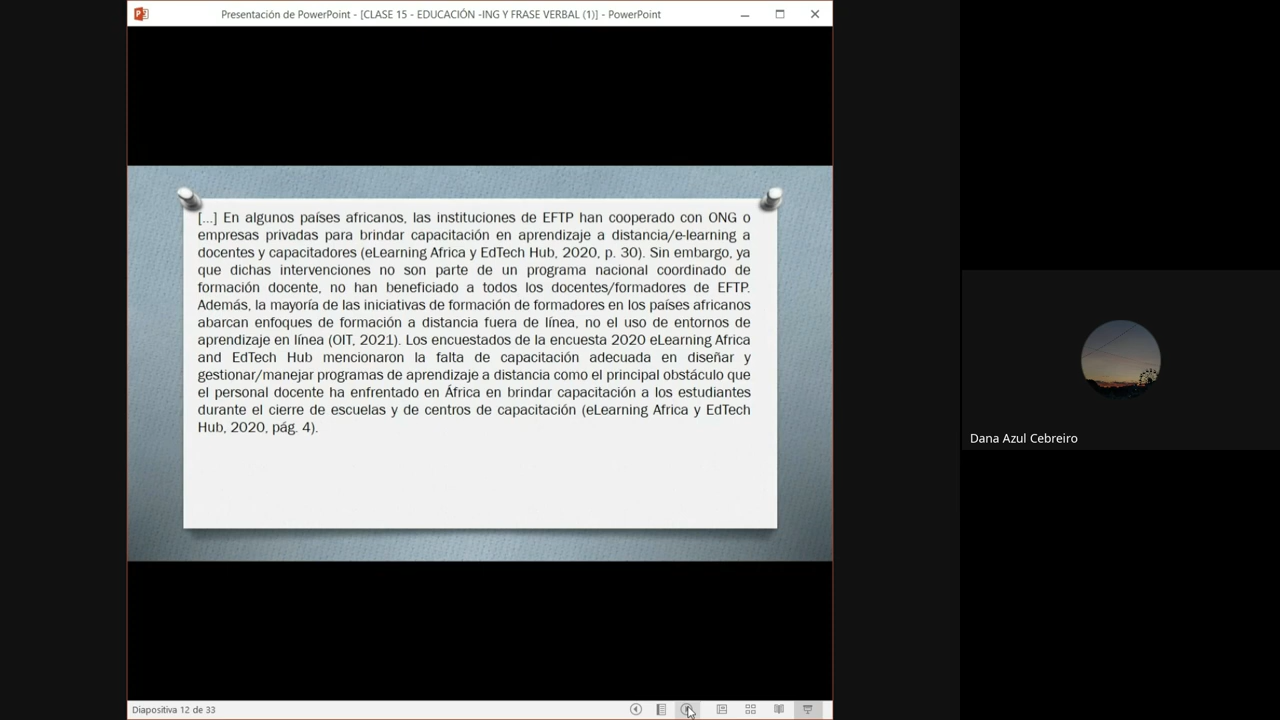 Presentación de PowerPoint - [CLASE 15 - EDUCACIÓN -ING Y FRASE VERBAL (1)] - PowerPoint
[...] En algunos países africanos, las instituciones de EFTP han cooperado con ONG o
empresas privadas para brindar capacitación en aprendizaje a distancia/e-learning a
docentes y capacitadores (eLearning Africa y EdTech Hub, 2020, p. 30). Sin embargo, ya
que dichas intervenciones no son parte de un programa nacional coordinado de
formación docente, no han beneficiado a todos los docentes/formadores de EFTP.
Además, la mayoría de las iniciativas de formación de formadores en los países africanos
abarcan enfoques de formación a distancia fuera de línea, no el uso de entornos de
aprendizaje en línea (OIT, 2021). Los encuestados de la encuesta 2020 eLearning Africa
and EdTech Hub mencionaron la falta de capacitación adecuada en diseñar y
gestionar/manejar programas de aprendizaje a distancia como el principal obstáculo que
el personal docente ha enfrentado en África en brindar capacitación a los estudiantes
durante el cierre de escuelas y de centros de capacitación (eLearning Africa y EdTech
Hub, 2020, pág. 4).
Dana Azul Cebreiro
Diapositiva 12 de 33